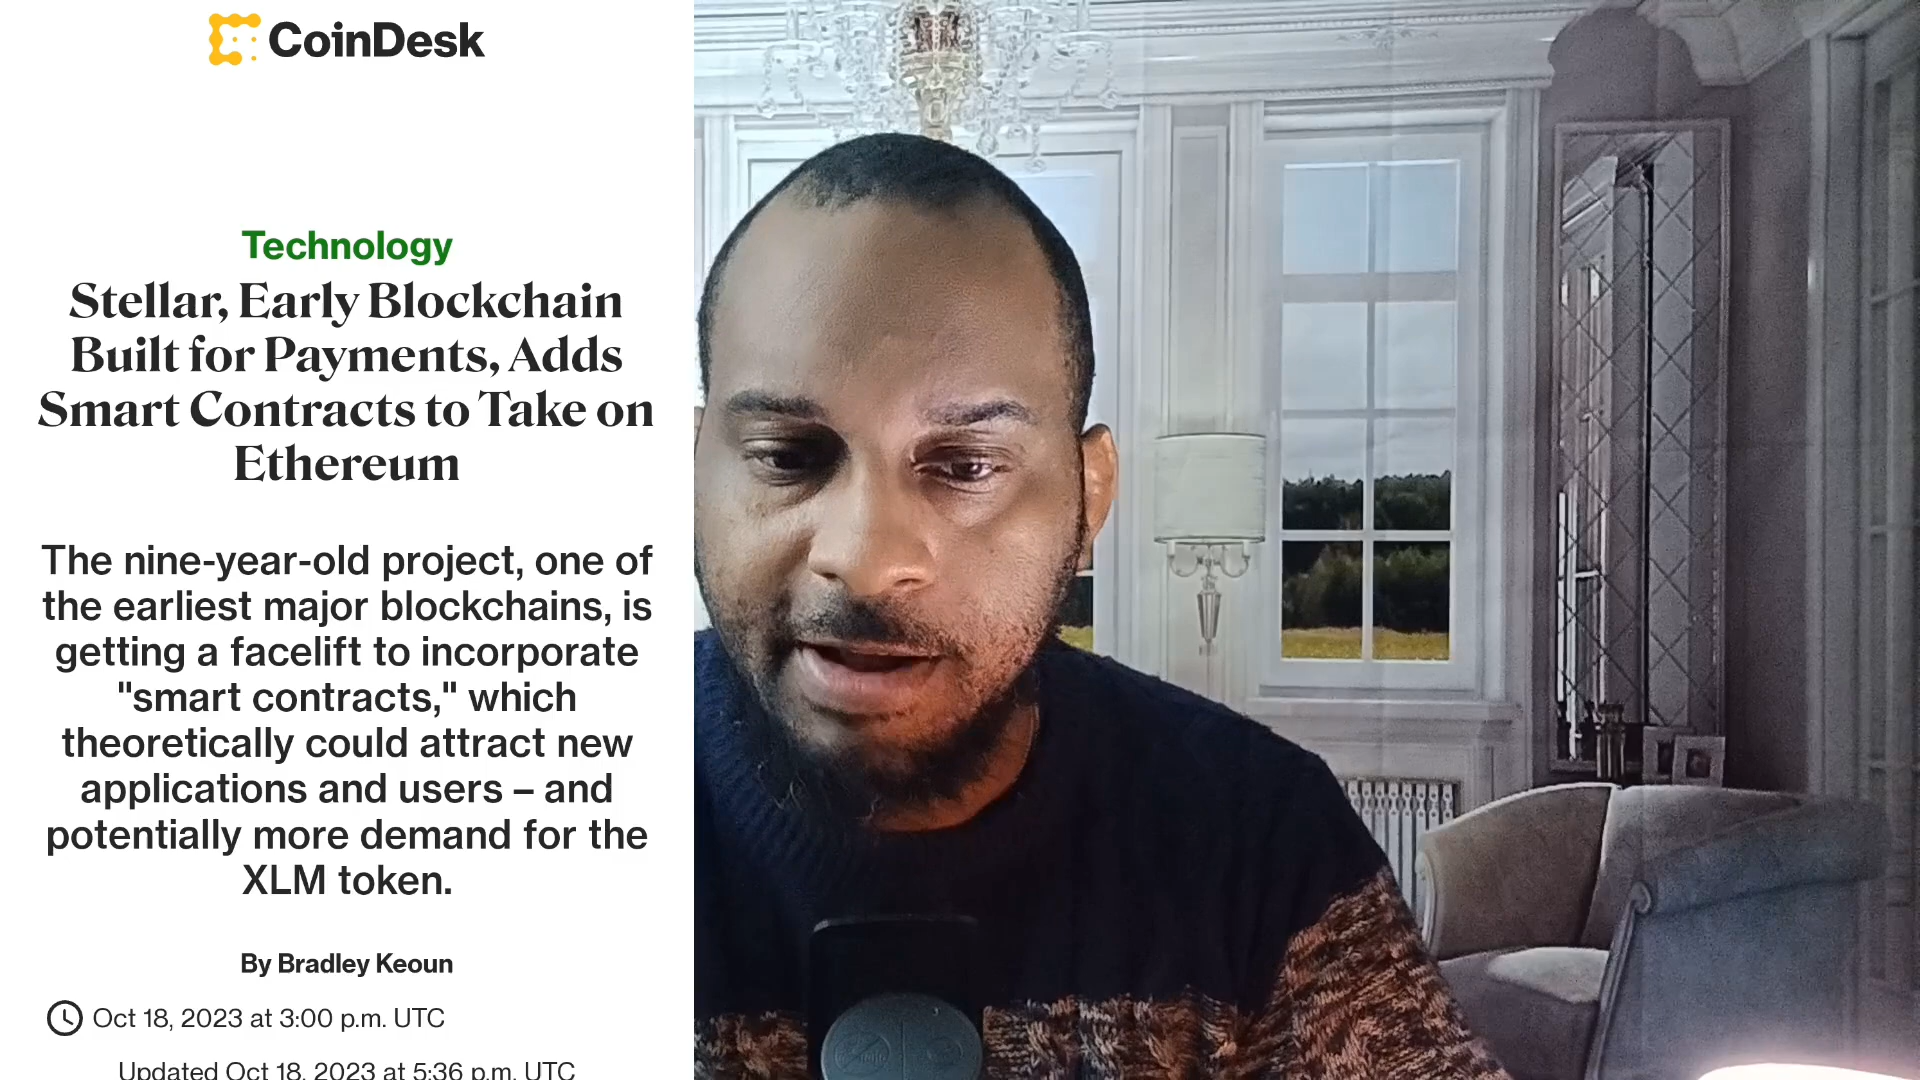 CoinDesk
Technology
Stellar, Early Blockchain
Built for Payments, Adds
Smart Contracts to Take on
Ethereum
The nine-year-old project, one of
the earliest major blockchains, is
getting a facelift to incorporate
"smart contracts," which
theoretically could attract new
applications and users – and
potentially more demand for the
XLM token.
By Bradley Keoun
Oct 18, 2023 at 3:00 p.m. UTC
Updated Oct 18, 2023 at 5:36 p.m. UTC